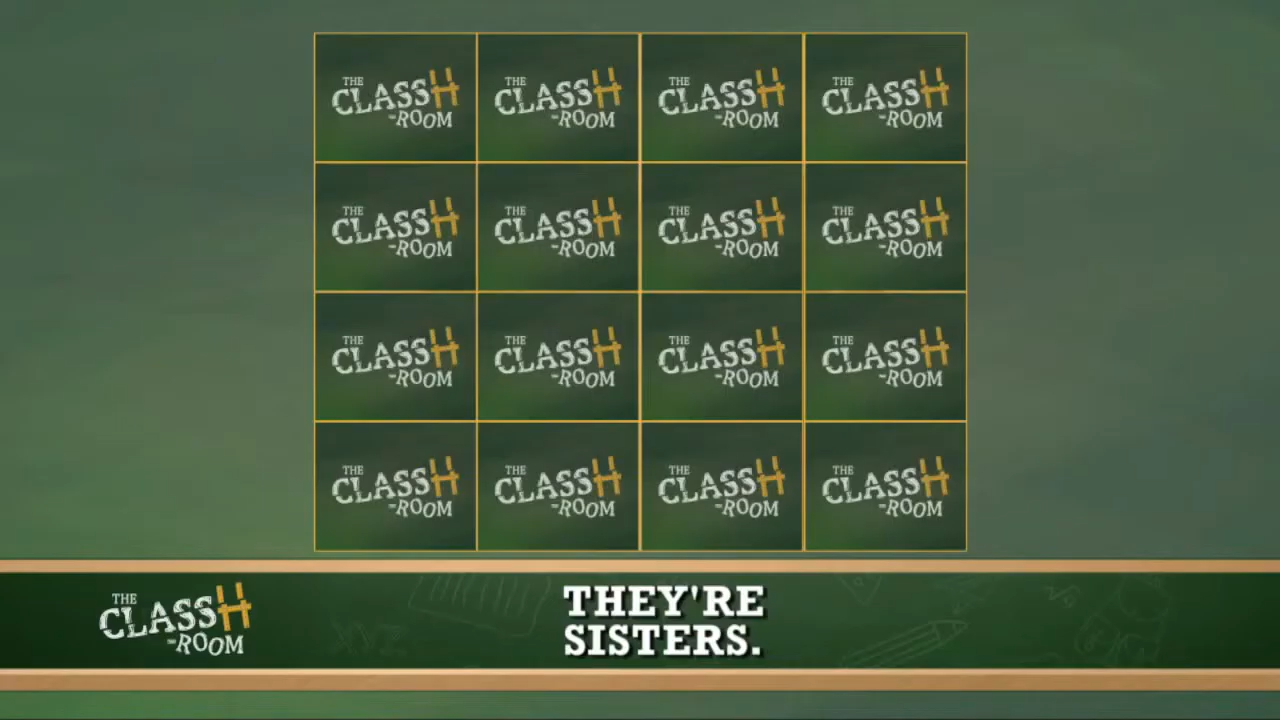 THE THE THE THE
CLASSH CLASSH CLASSH CLASSH
-ROOM -ROOM -ROOM -ROOM
THE THE THE THE
CLASSH CLASSH CLASSH CLASSH
-ROOM -ROOM -ROOM -ROOM
THE THE THE THE
CLASSH CLASSH CLASSH CLASSH
-ROOM -ROOM -ROOM -ROOM
THE THE THE THE
CLASSH CLASSH CLASSH CLASSH
-ROOM -ROOM -ROOM -ROOM
THE
CLASSH
-ROOM
THEY'RE
SISTERS.